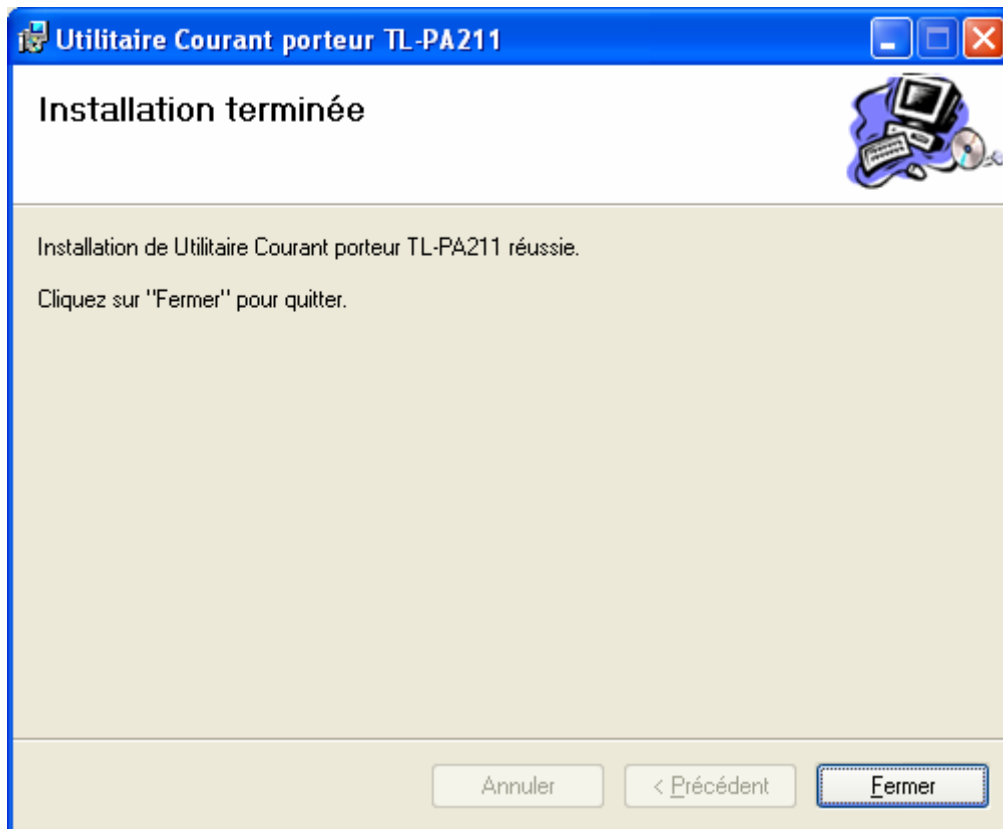 Utilitaire Courant porteur TL-PA211
Installation terminée
Installation de Utilitaire Courant porteur TL-PA211 réussie.
Cliquez sur "Fermer" pour quitter.
Annuler
< Précédent
Fermer